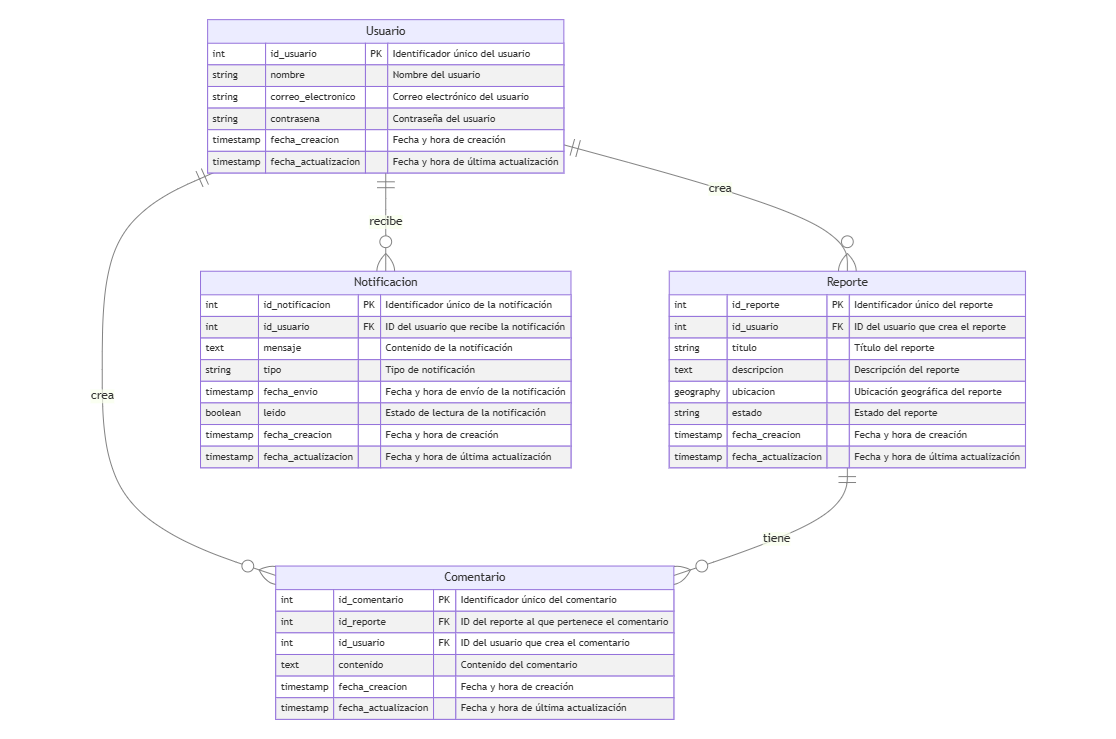 Usuario
int id_usuario PK Identificador único del usuario
string nombre Nombre del usuario
string correo_electronico Correo electrónico del usuario
string contrasena Contraseña del usuario
timestamp fecha_creacion Fecha y hora de creación
timestamp fecha_actualizacion Fecha y hora de última actualización
crea
recibe
Notificacion
int id_notificacion PK Identificador único de la notificación
int id_usuario FK ID del usuario que recibe la notificación
text mensaje Contenido de la notificación
string tipo Tipo de notificación
timestamp fecha_envio Fecha y hora de envío de la notificación
boolean leido Estado de lectura de la notificación
timestamp fecha_creacion Fecha y hora de creación
timestamp fecha_actualizacion Fecha y hora de última actualización
Reporte
int id_reporte PK Identificador único del reporte
int id_usuario FK ID del usuario que crea el reporte
string titulo Título del reporte
text descripcion Descripción del reporte
geography ubicacion Ubicación geográfica del reporte
string estado Estado del reporte
timestamp fecha_creacion Fecha y hora de creación
timestamp fecha_actualizacion Fecha y hora de última actualización
crea
tiene
Comentario
int id_comentario PK Identificador único del comentario
int id_reporte FK ID del reporte al que pertenece el comentario
int id_usuario FK ID del usuario que crea el comentario
text contenido Contenido del comentario
timestamp fecha_creacion Fecha y hora de creación
timestamp fecha_actualizacion Fecha y hora de última actualización